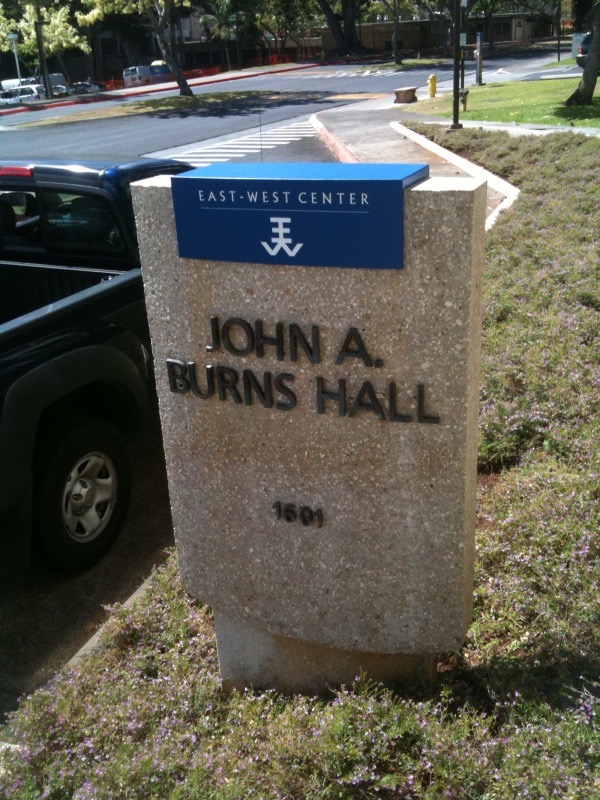 EAST-WEST CENTER
JOHN A.
BURNS HALL
1601